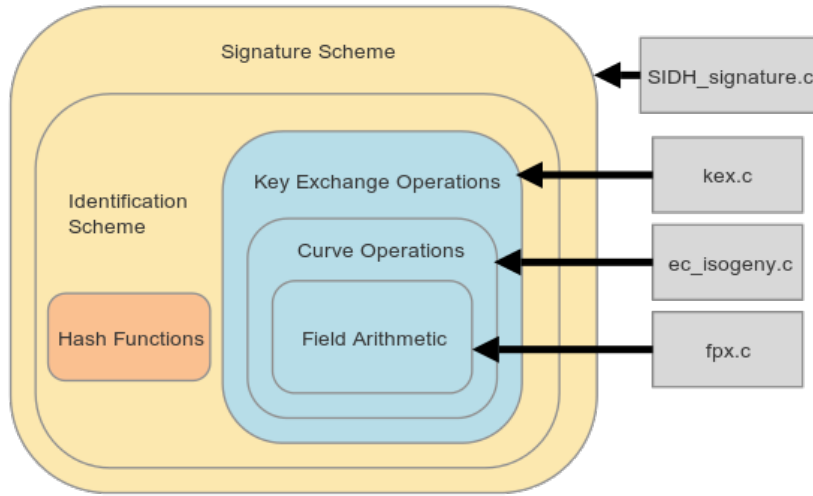 Signature Scheme
SIDH_signature.c
kex.c
Key Exchange Operations
Identification
Scheme
Curve Operations
ec_isogeny.c
Hash Functions
Field Arithmetic
fpx.c